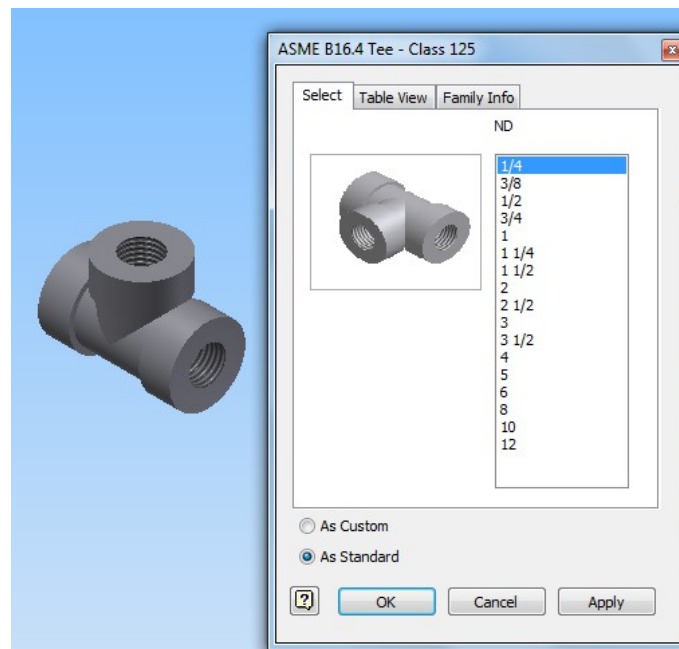 ASME B16.4 Tee - Class 125
Select Table View Family Info
ND
1/4
3/8
1/2
3/4
1
1 1/4
1 1/2
2
2 1/2
3
3 1/2
4
5
6
8
10
12
As Custom
As Standard
? OK Cancel Apply